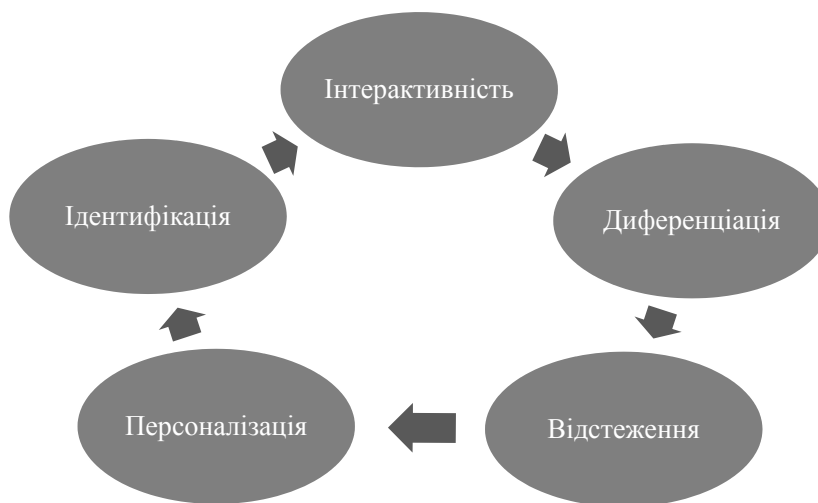 Інтерактивність
Ідентифікація
Диференціація
Персоналізація
Відстеження